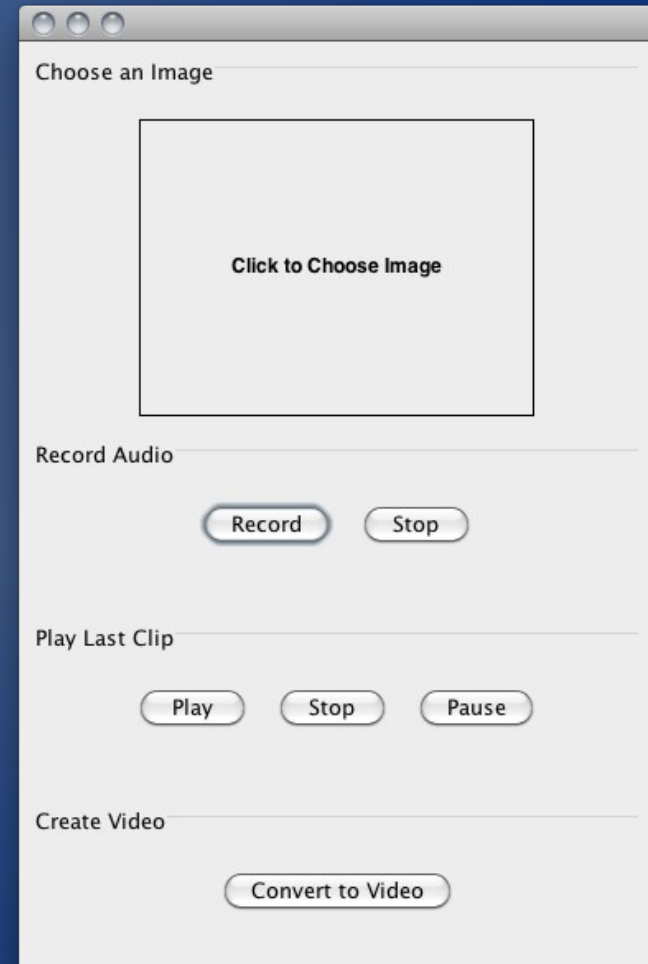 Choose an Image
Click to Choose Image
Record Audio
Record Stop
Play Last Clip
Play Stop Pause
Create Video
Convert to Video